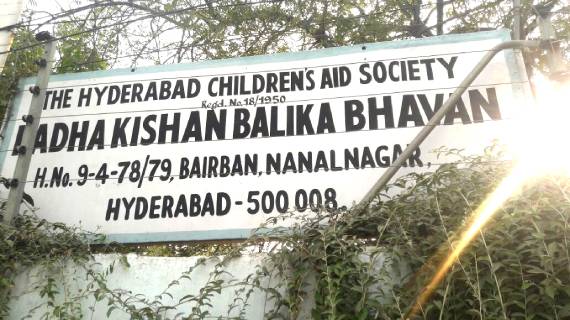 THE HYDERABAD CHILDREN'S AID SOCIETY
Regd. No. 18/1950
RADHA KISHAN BALIKA BHAVAN
H. No. 9-4-78/79, BAIRBAN, NANALNAGAR,
HYDERABAD - 500 008.